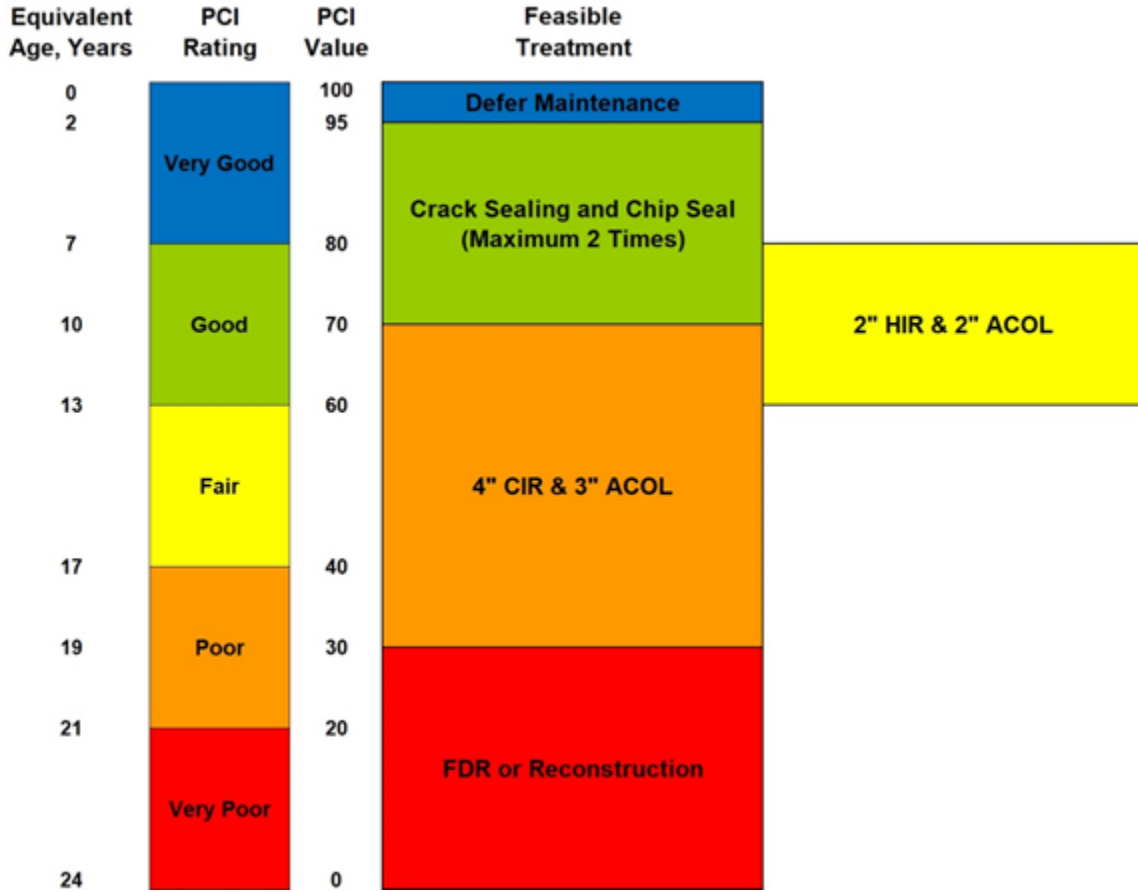 Equivalent Age, Years
PCI Rating
PCI Value
Feasible Treatment
0
100
Defer Maintenance
2
95
Very Good
Crack Sealing and Chip Seal
(Maximum 2 Times)
7
80
Good
10
70
2" HIR & 2" ACOL
13
60
Fair
4" CIR & 3" ACOL
17
40
Poor
19
30
21
20
FDR or Reconstruction
Very Poor
24
0